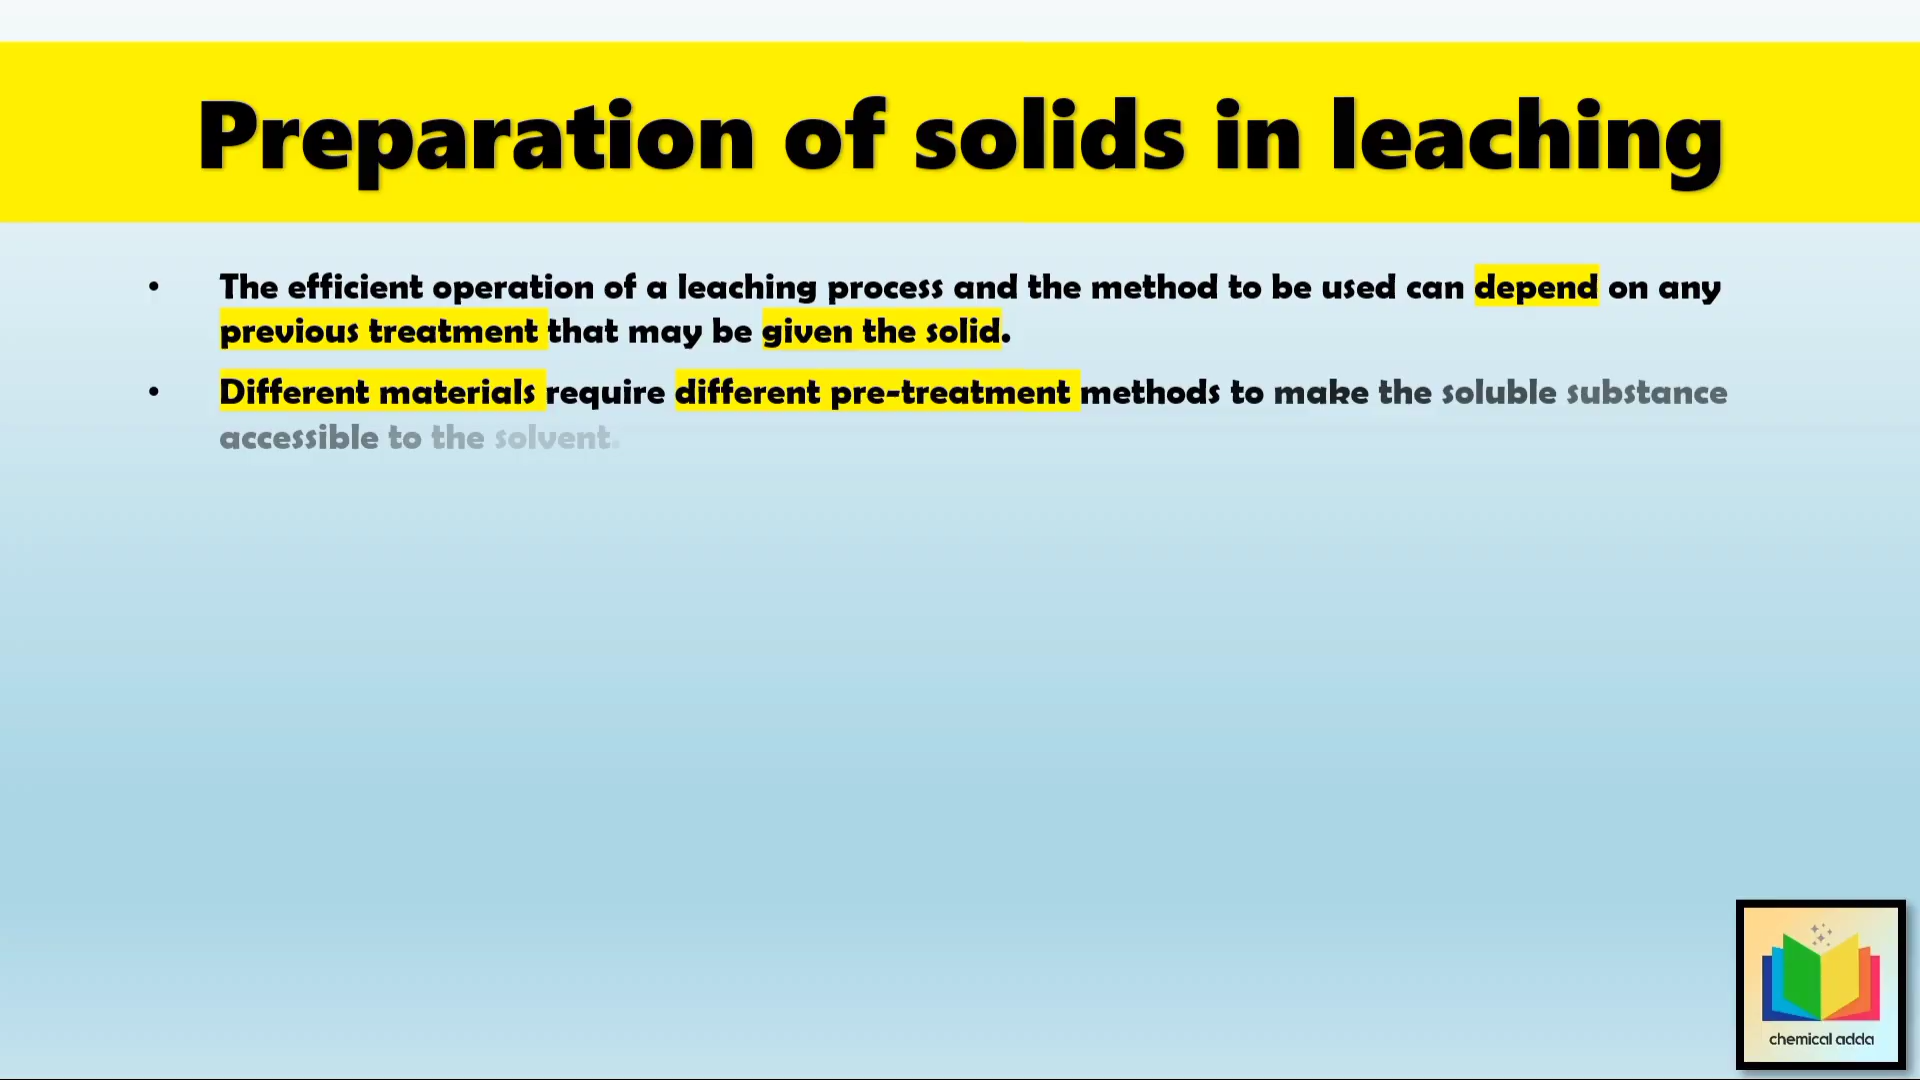 Preparation of solids in leaching
• The efficient operation of a leaching process and the method to be used can depend on any
previous treatment that may be given the solid.
• Different materials require different pre-treatment methods to make the soluble substance
accessible to the solvent.
chemical adda